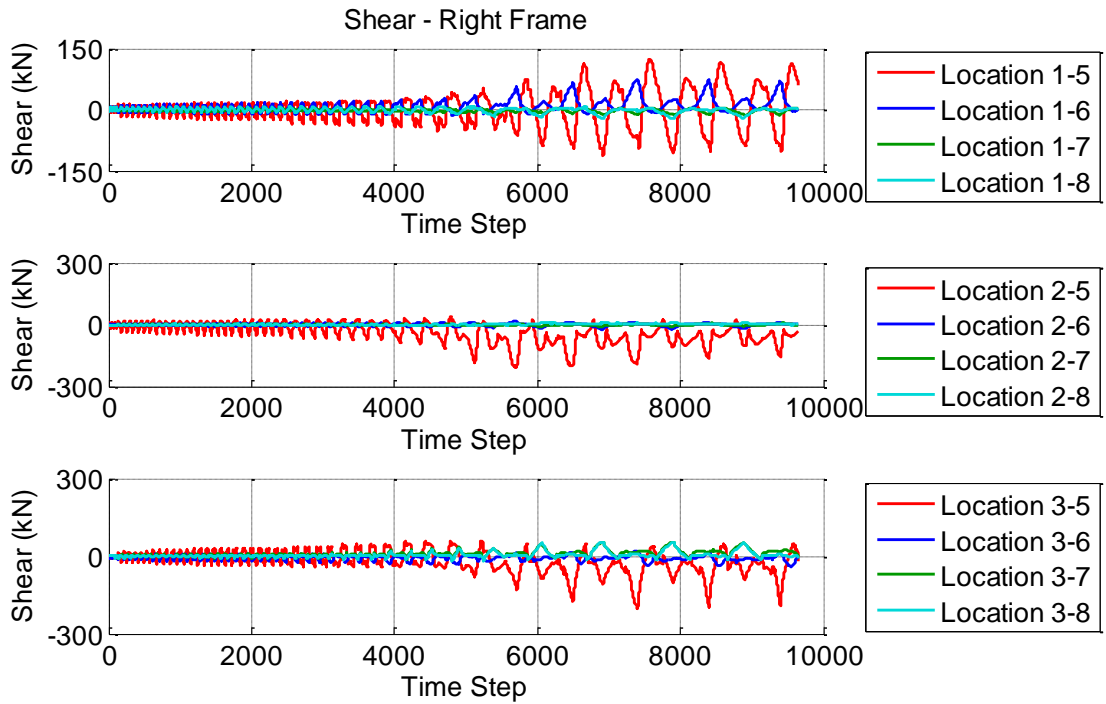 Shear - Right Frame
150
0
-150
Shear (kN)
0 2000 4000 6000 8000 10000
Time Step
Location 1-5
Location 1-6
Location 1-7
Location 1-8
300
0
-300
Shear (kN)
0 2000 4000 6000 8000 10000
Time Step
Location 2-5
Location 2-6
Location 2-7
Location 2-8
300
0
-300
Shear (kN)
0 2000 4000 6000 8000 10000
Time Step
Location 3-5
Location 3-6
Location 3-7
Location 3-8